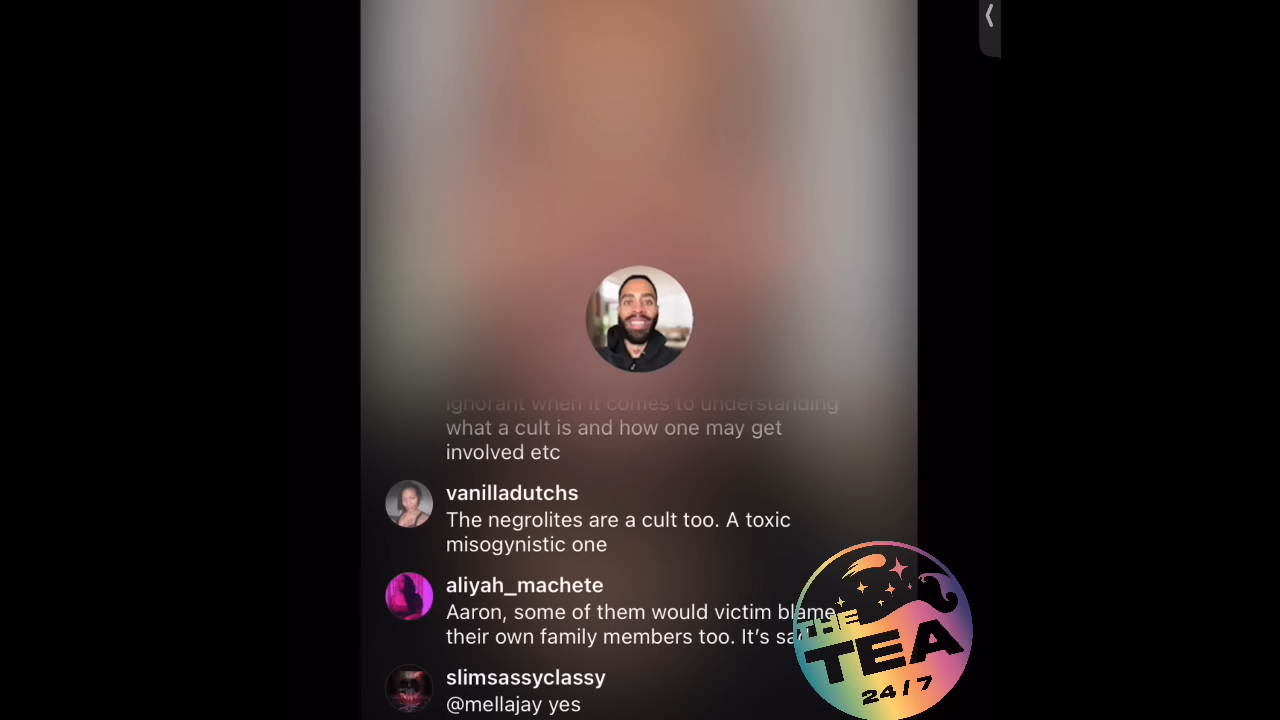 ignorant when it comes to understanding
what a cult is and how one may get
involved etc
vanilladutchs
The negrolites are a cult too. A toxic
misogynistic one
aliyah_machete
Aaron, some of them would victim blame
their own family members too. It's sa
slimsassyclassy
@mellajay yes
THE
TEA
24/7